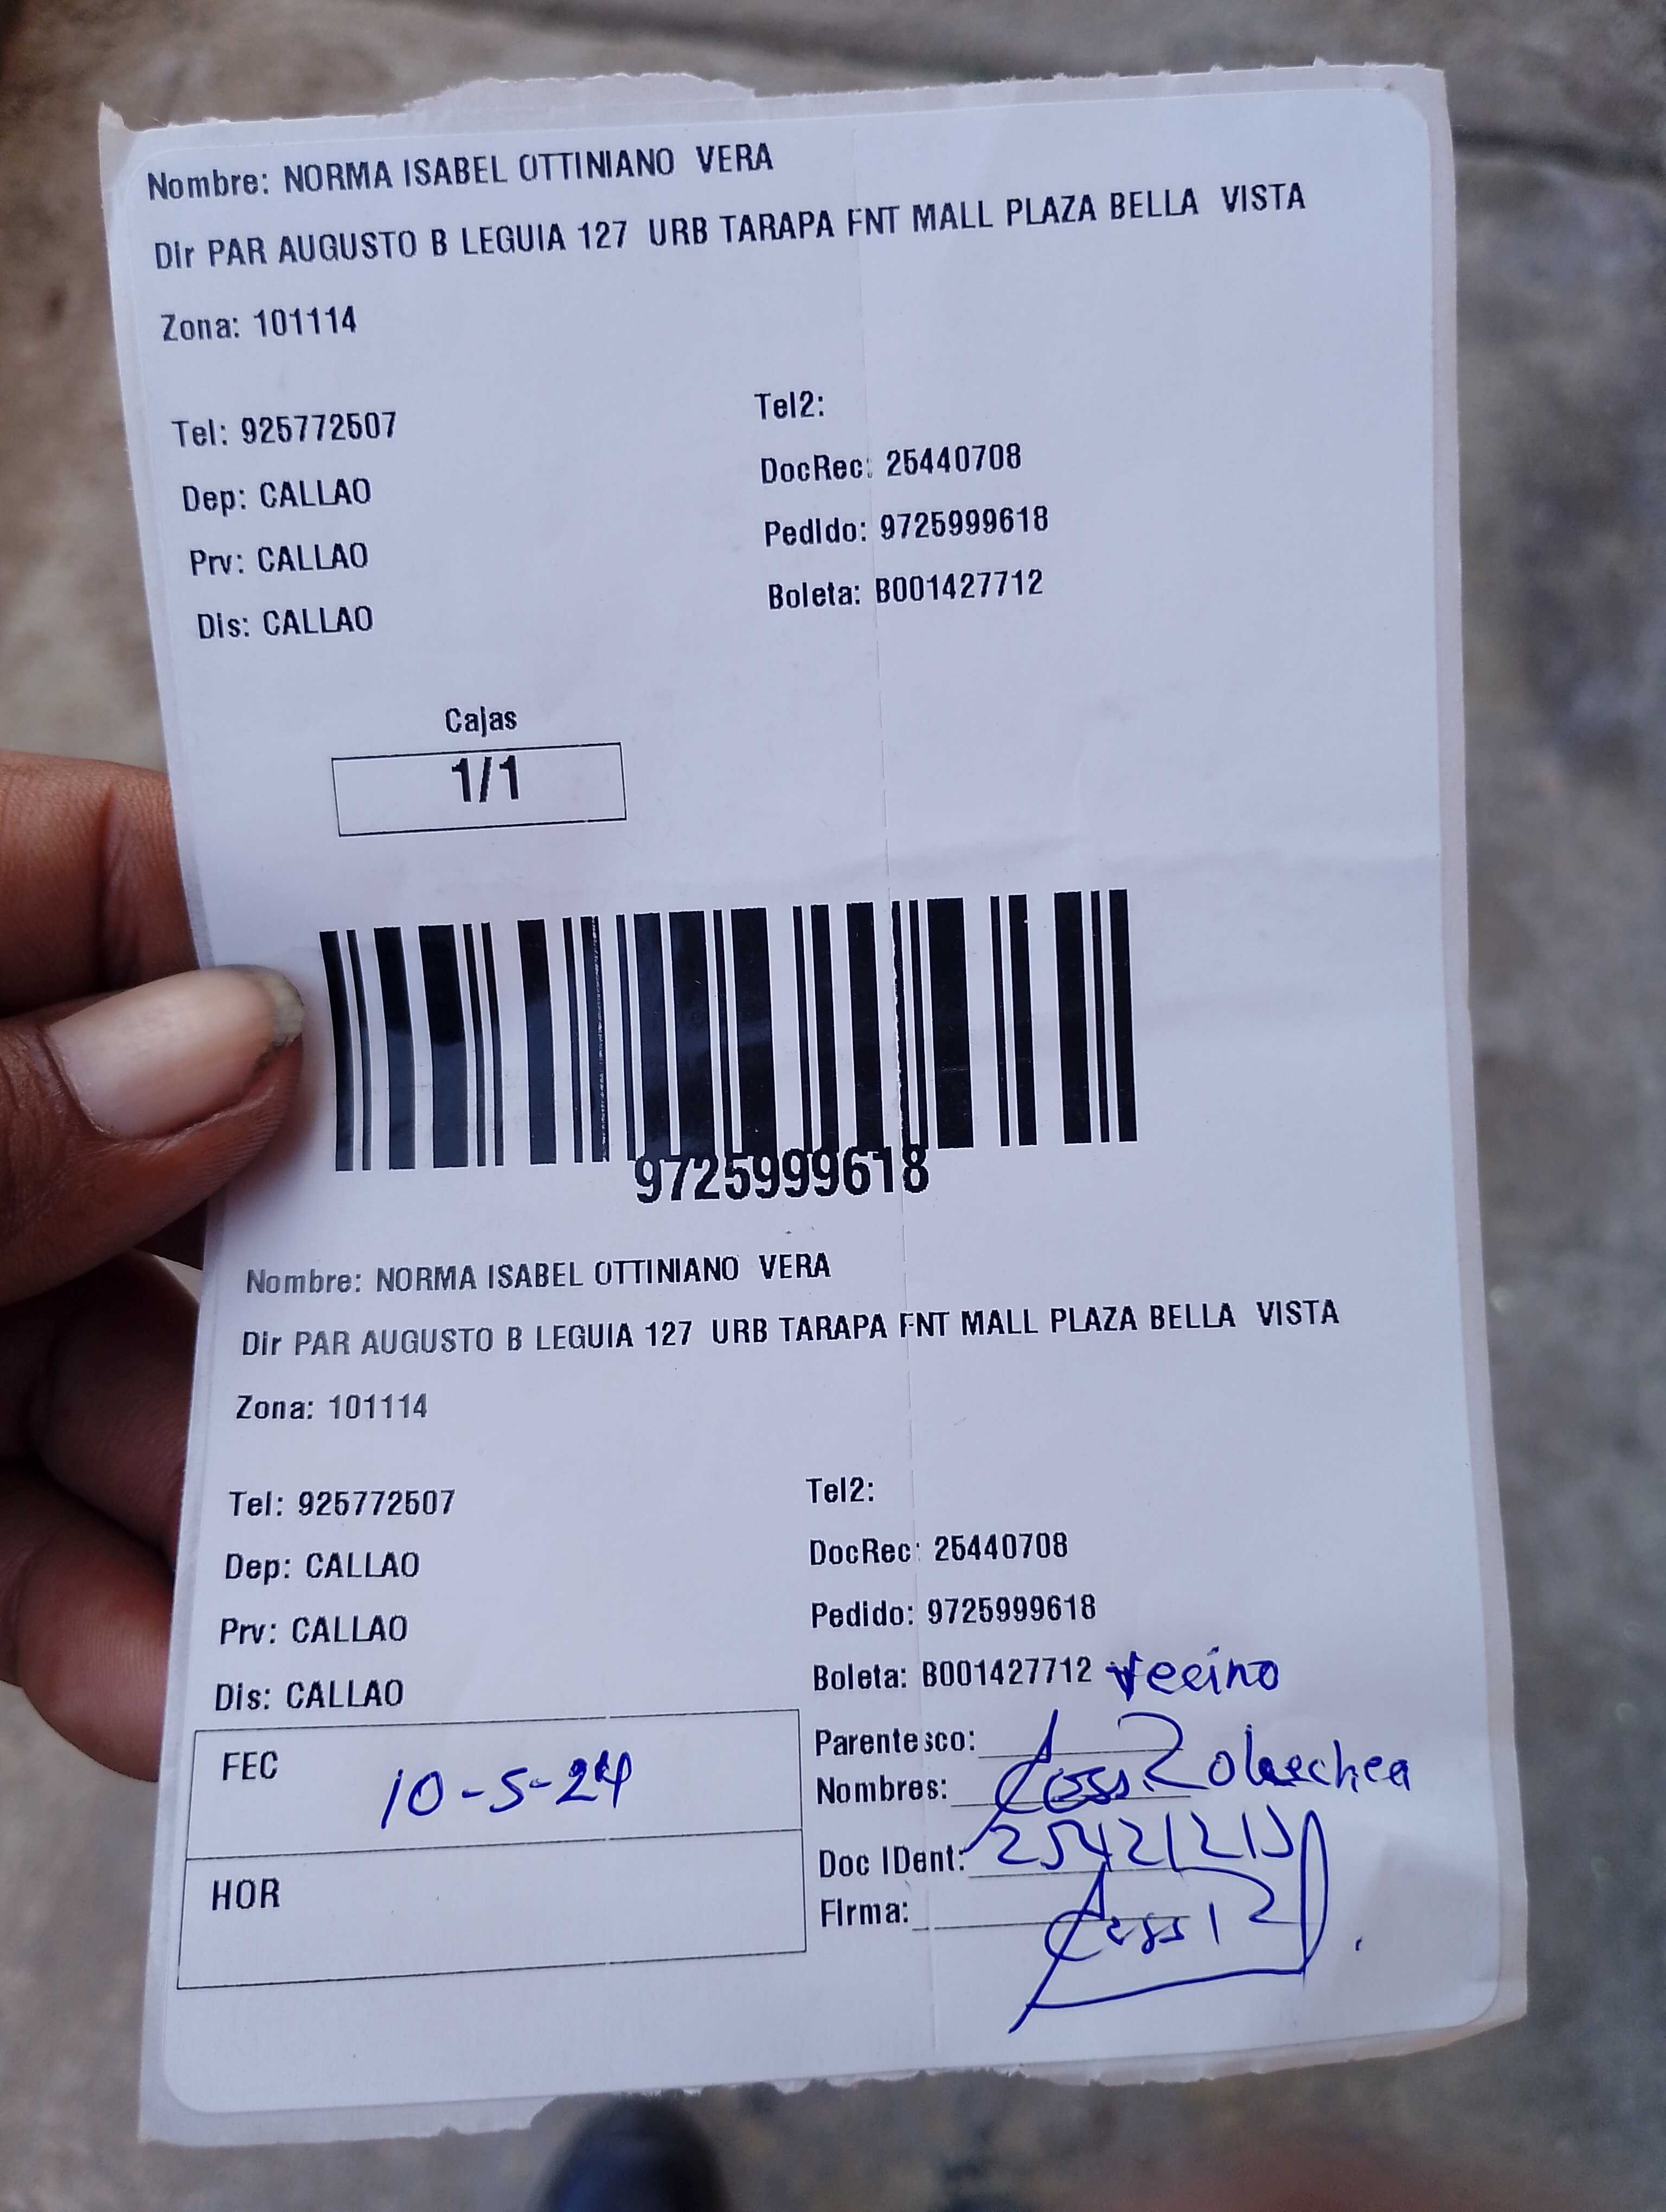 Nombre: NORMA ISABEL OTTINIANO VERA
Dir PAR AUGUSTO B LEGUIA 127 URB TARAPA FNT MALL PLAZA BELLA VISTA
Zona: 101114
Tel: 925772507
Tel2:
DocRec: 25440708
Dep: CALLAO
Pedido: 9725999618
Prv: CALLAO
Boleta: B001427712
Dis: CALLAO
Cajas
1/1
9725999618
Nombre: NORMA ISABEL OTTINIANO VERA
Dir PAR AUGUSTO B LEGUIA 127 URB TARAPA FNT MALL PLAZA BELLA VISTA
Zona: 101114
Tel: 925772507
Tel2:
DocRec: 25440708
Dep: CALLAO
Pedido: 9725999618
Prv: CALLAO
Boleta: B001427712 vecino
Dis: CALLAO
FEC 10-5-24
Parentesco:
Nombres:
Doc IDent:
HOR
Firma: